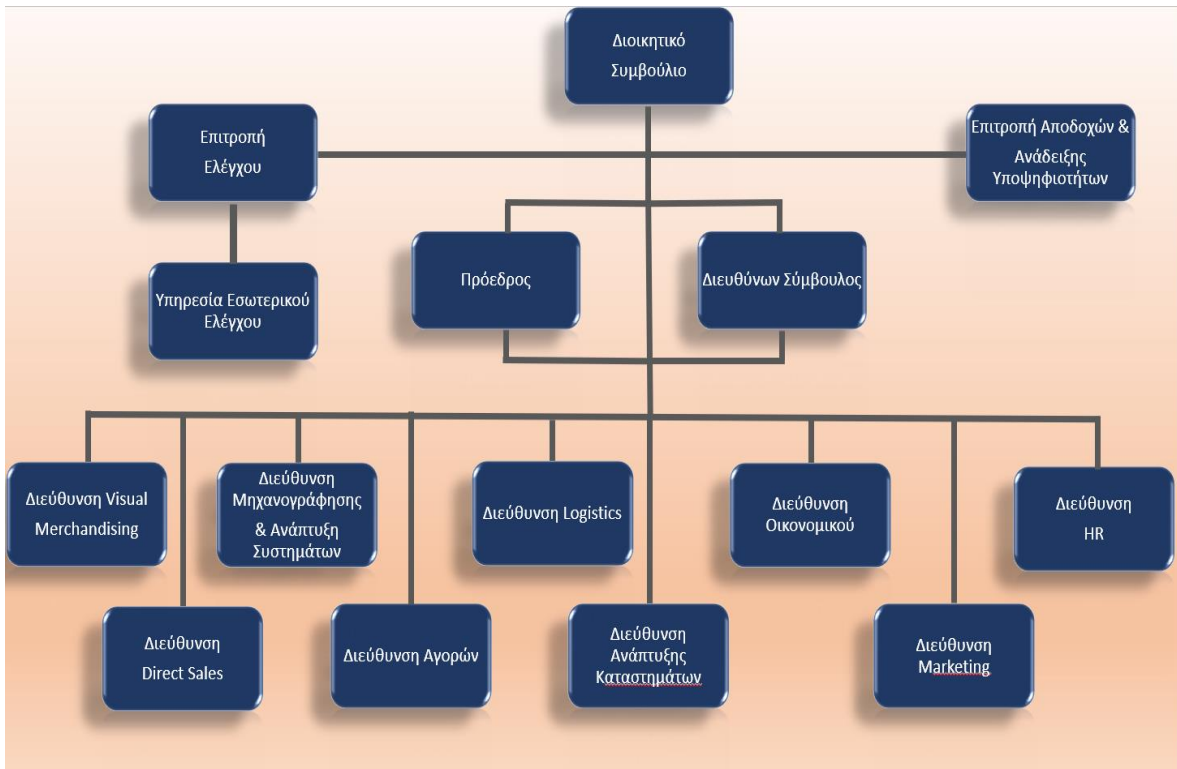 Διοικητικό
Συμβούλιο
Επιτροπή
Ελέγχου
Επιτροπή Αποδοχών &
Ανάδειξης
Υποψηφιοτήτων
Υπηρεσία Εσωτερικού
Ελέγχου
Πρόεδρος
Διευθύνων Σύμβουλος
Διεύθυνση Visual
Merchandising
Διεύθυνση
Μηχανογράφησης
& Ανάπτυξη
Συστημάτων
Διεύθυνση Logistics
Διεύθυνση
Οικονομικού
Διεύθυνση
HR
Διεύθυνση
Direct Sales
Διεύθυνση Αγορών
Διεύθυνση
Ανάπτυξης
Καταστημάτων
Διεύθυνση
Marketing